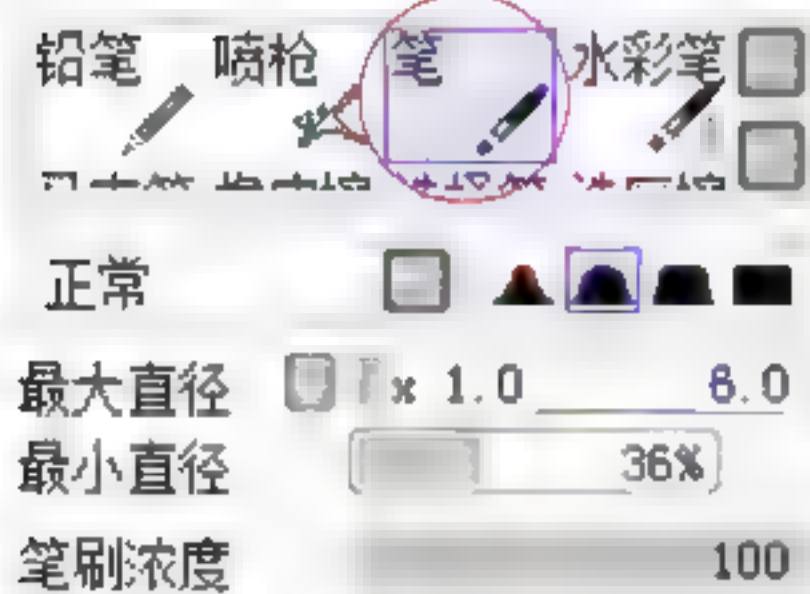 铅笔 喷枪 笔 水彩笔
正常
最大直径 x 1.0 6.0
最小直径 36%
笔刷浓度 100